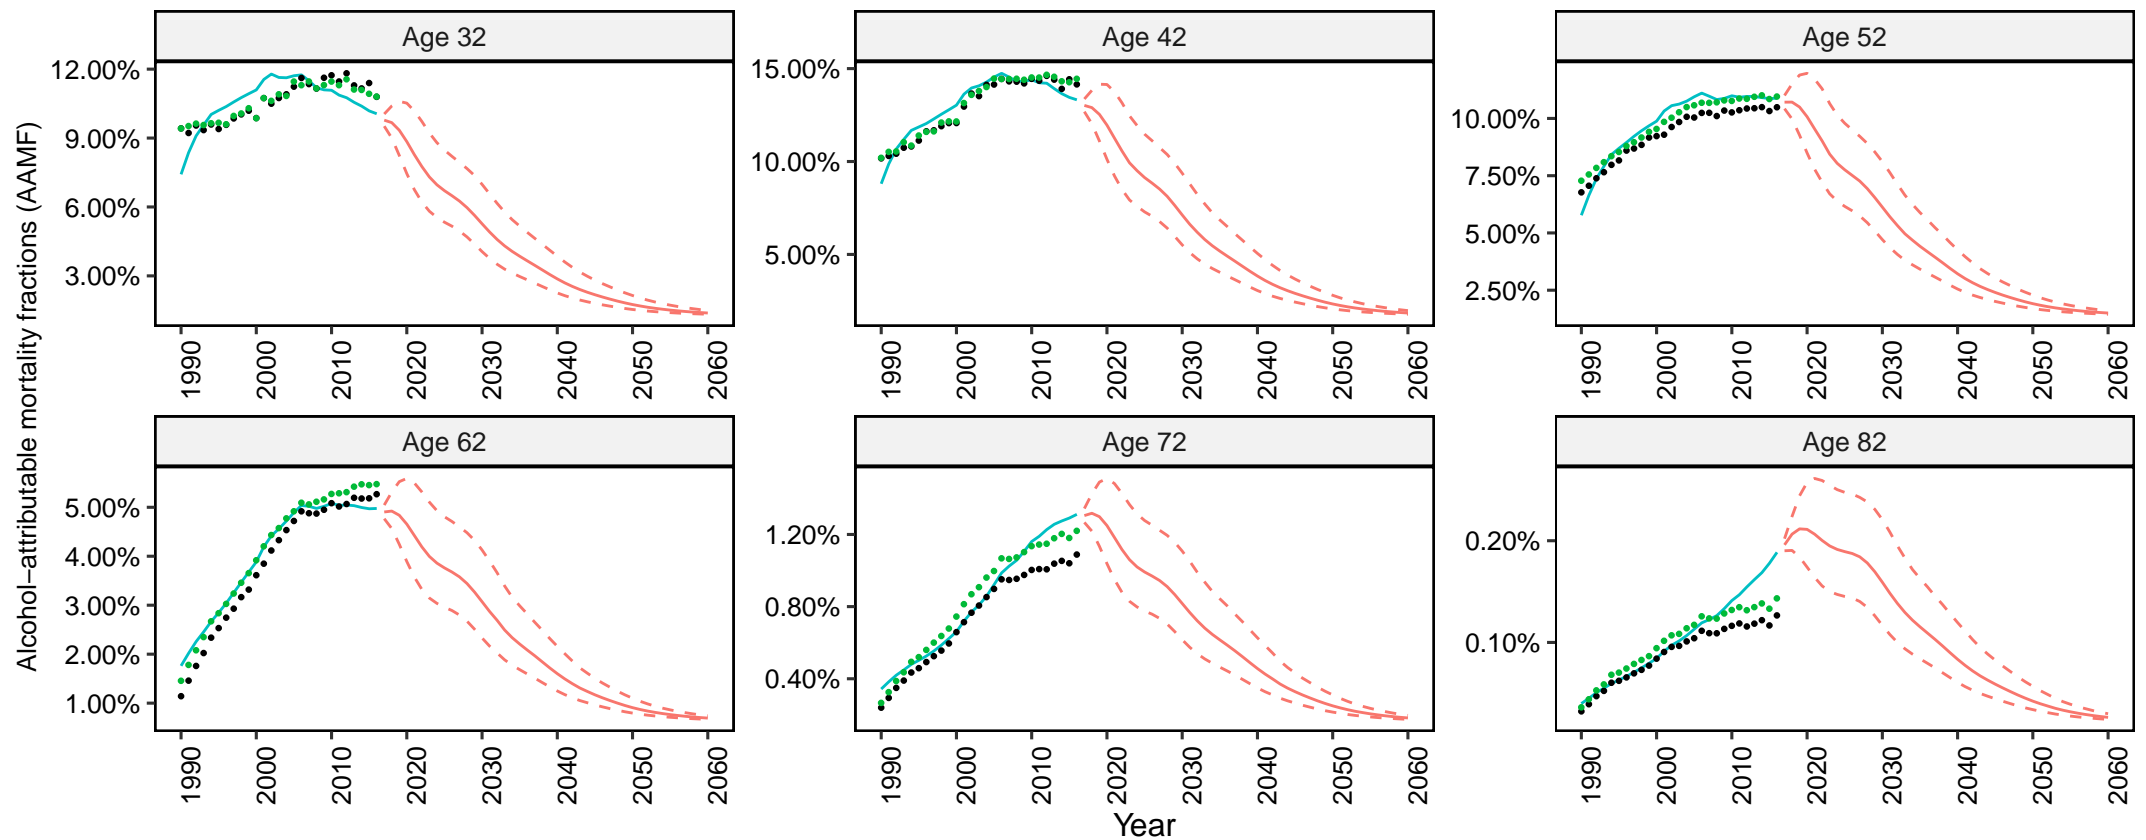 Alcohol−attributable mortality fractions (AAMF)
Age 32
12.00%
9.00%
6.00%
3.00%
1990 2000 2010 2020 2030 2040 2050 2060
Age 42
15.00%
10.00%
5.00%
1990 2000 2010 2020 2030 2040 2050 2060
Age 52
10.00%
7.50%
5.00%
2.50%
1990 2000 2010 2020 2030 2040 2050 2060
Age 62
5.00%
4.00%
3.00%
2.00%
1.00%
1990 2000 2010 2020 2030 2040 2050 2060
Age 72
1.20%
0.80%
0.40%
1990 2000 2010 2020 2030 2040 2050 2060
Age 82
0.20%
0.10%
1990 2000 2010 2020 2030 2040 2050 2060
Year